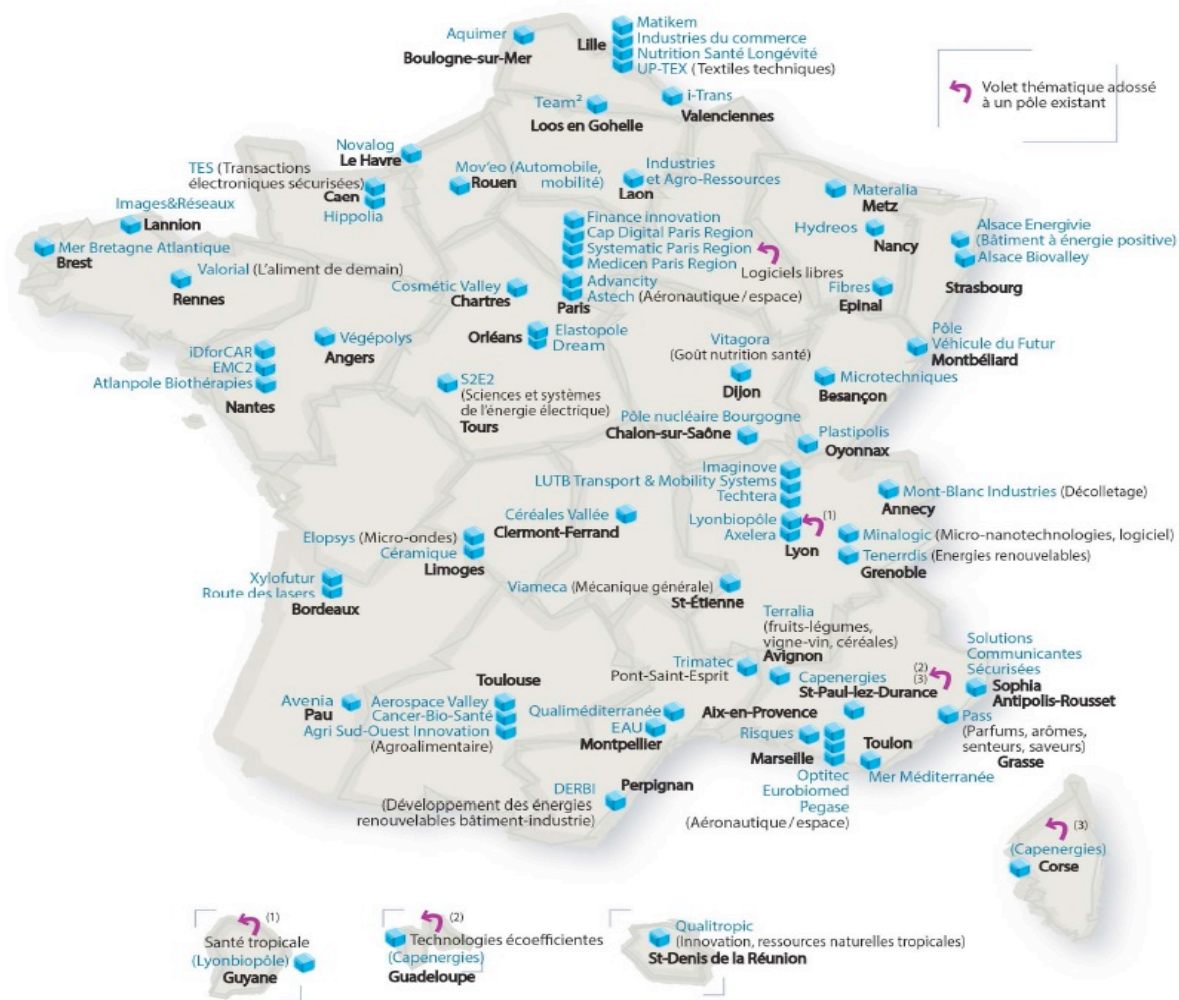 Aquimer
Boulogne-sur-Mer
Lille
Matikem
Industries du commerce
Nutrition Santé Longévité
UP-TEX (Textiles techniques)
Volet thématique adossé
à un pôle existant
Team²
Loos en Gohelle
i-Trans
Valenciennes
Novalog
Le Havre
TES (Transactions
électroniques sécurisées)
Caen
Hippolia
Mov'eo (Automobile,
mobilité)
Rouen
Industries
et Agro-Ressources
Laon
Materalia
Metz
Images&Réseaux
Lannion
Mer Bretagne Atlantique
Brest
Valorial (L'aliment de demain)
Rennes
Finance innovation
Cap Digital Paris Region
Systematic Paris Region
Medicen Paris Region
Logiciels libres
Advancity
Astech (Aéronautique/espace)
Paris
Hydreos
Nancy
Alsace Energivie
(Bâtiment à énergie positive)
Alsace Biovalley
Strasbourg
Cosmétic Valley
Chartres
Fibres
Epinal
Orléans
Elastopole
Dream
Végépolys
Angers
iDforCAR
EMC2
Atlanpole Biothérapies
Nantes
Vitagora
(Goût nutrition santé)
Dijon
Pôle
Véhicule du Futur
Montbéliard
S2E2
(Sciences et systèmes
de l'énergie électrique)
Tours
Microtechniques
Besançon
Pôle nucléaire Bourgogne
Chalon-sur-Saône
Plastipolis
Oyonnax
Imaginove
LUTB Transport & Mobility Systems
Techtera
Lyonbiopôle
(1)
Axelera
Lyon
Mont-Blanc Industries (Décolletage)
Annecy
Céréales Vallée
Clermont-Ferrand
Elopsys (Micro-ondes)
Céramique
Limoges
Minalogic (Micro-nanotechnologies, logiciel)
Tenerrdis (Energies renouvelables)
Grenoble
Xylofutur
Route des lasers
Bordeaux
Viameca (Mécanique générale)
St-Étienne
Terralia
(fruits-légumes,
vigne-vin, céréales)
Avignon
Trimatec
Pont-Saint-Esprit
Capenergies
(2)
(3)
St-Paul-lez-Durance
Solutions
Communicantes
Sécurisées
Sophia
Antipolis-Rousset
Avenia
Pau
Toulouse
Aerospace Valley
Cancer-Bio-Santé
Agri Sud-Ouest Innovation
(Agroalimentaire)
Qualiméditerranée
EAU
Montpellier
Aix-en-Provence
Risques
Marseille
Optitec
Eurobiomed
Pegase
(Aéronautique/espace)
Toulon
Mer Méditerranée
Pass
(Parfums, arômes,
senteurs, saveurs)
Grasse
DERBI
(Développement des énergies
renouvelables bâtiment-industrie)
Perpignan
(3)
(Capenergies)
Corse
(1)
Santé tropicale
(Lyonbiopôle)
Guyane
(2)
Technologies écoefficientes
(Capenergies)
Guadeloupe
Qualitropic
(Innovation, ressources naturelles tropicales)
St-Denis de la Réunion